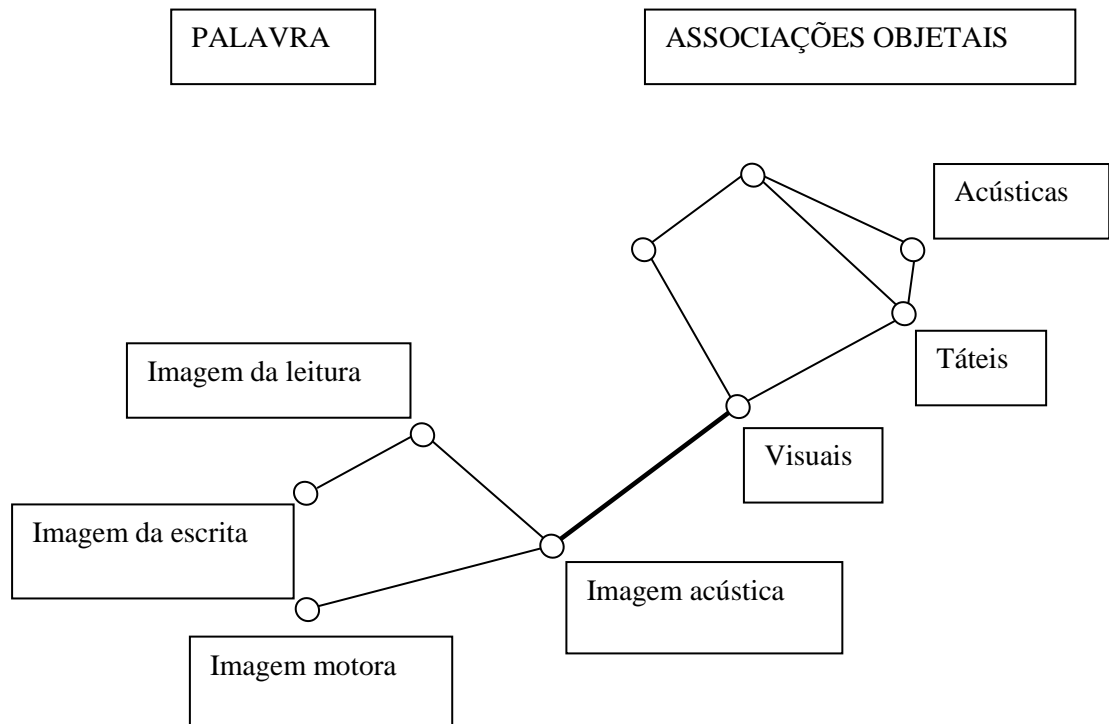 PALAVRA
ASSOCIAÇÕES OBJETAIS
Acústicas
Táteis
Imagem da leitura
Visuais
Imagem da escrita
Imagem acústica
Imagem motora